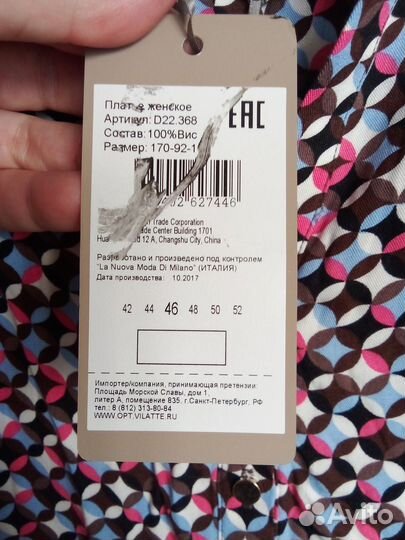 Плат е женское
Артикул: D22.368
EAC
Состав: 100%Вис
Размер: 170-92-1
02 627446
Trade Corporation
ade Center Building 1701
Hua d 12 A, Changshu City, China
Разработано и произведено под контролем
"La Nuova Moda Di Milano" (ИТАЛИЯ)
Дата производства: 10.2017
42 44 46 48 50 52
Импортер/компания, принимающая претензии:
Площадь Морской Славы, дом 1,
литер А, помещение 835, г.Санкт-Петербург, РФ
тел.: 8 (812) 313-80-84
WWW.OPT.VILATTE.RU
Avito